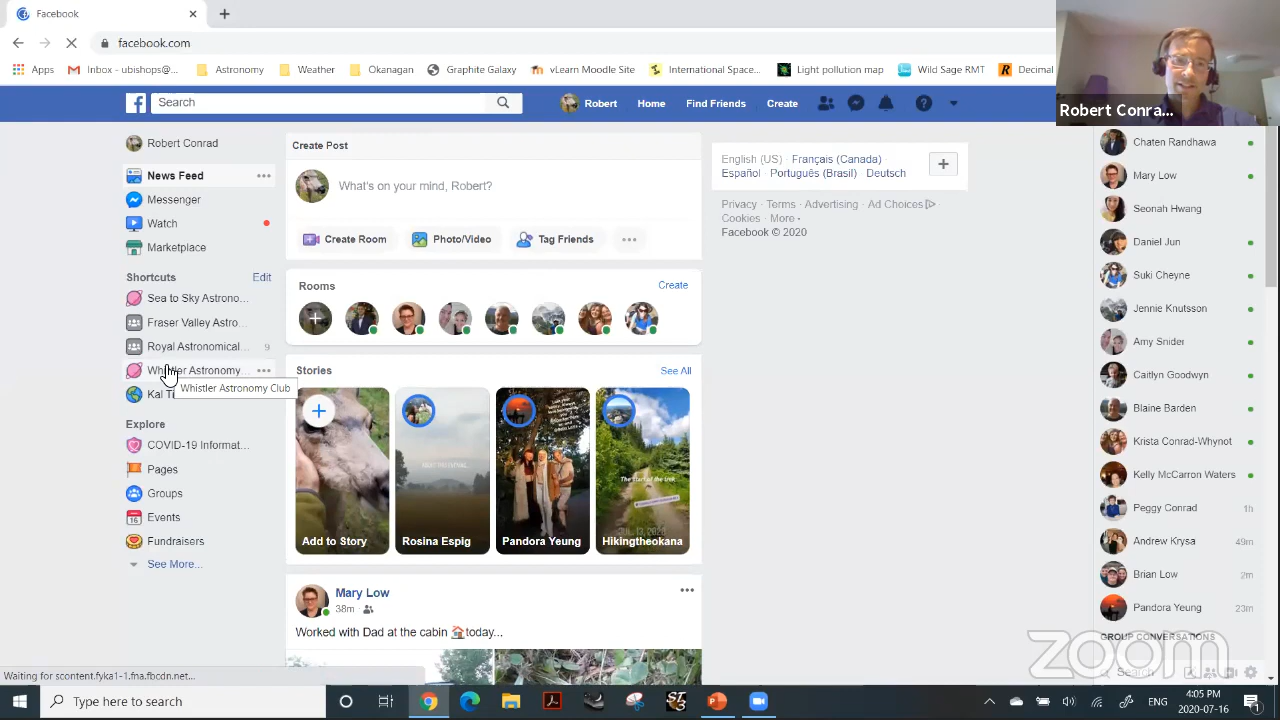 Facebook
facebook.com
Apps
Inbox - ubishops@...
Astronomy
Weather
Okanagan
Graphite Galaxy
vLearn Moodle Site
International Space...
Light pollution map
Wild Sage RMT
Decimal
Robert Conra...
Search
Robert
Home
Find Friends
Create
Robert Conrad
News Feed
Messenger
Watch
Marketplace
Shortcuts
Edit
Sea to Sky Astrono...
Fraser Valley Astro...
Royal Astronomical...
9
Whistler Astronomy...
Whistler Astronomy Club
Explore
COVID-19 Informat...
Pages
Groups
Events
16
Fundraisers
See More...
Create Post
What's on your mind, Robert?
Create Room
Photo/Video
Tag Friends
Rooms
Create
Stories
See All
The start of the trek
JUL 13, 2020
Add to Story
Rosina Espig
Pandora Yeung
Hikingtheokana
Mary Low
38m ·
Worked with Dad at the cabin 🏠today...
English (US) · Français (Canada)
Español · Português (Brasil) · Deutsch
Privacy · Terms · Advertising · Ad Choices
Cookies · More
Facebook © 2020
Chaten Randhawa
Mary Low
Seonah Hwang
Daniel Jun
Suki Cheyne
Jennie Knutsson
Amy Snider
Caitlyn Goodwyn
Blaine Barden
Krista Conrad-Whynot
Kelly McCarron Waters
Peggy Conrad
1h
Andrew Krysa
49m
Brian Low
2m
Pandora Yeung
23m
GROUP CONVERSATIONS
zoom
Waiting for scontent.fyka1-1.fna.fbcdn.net...
Type here to search
4:05 PM
2020-07-16